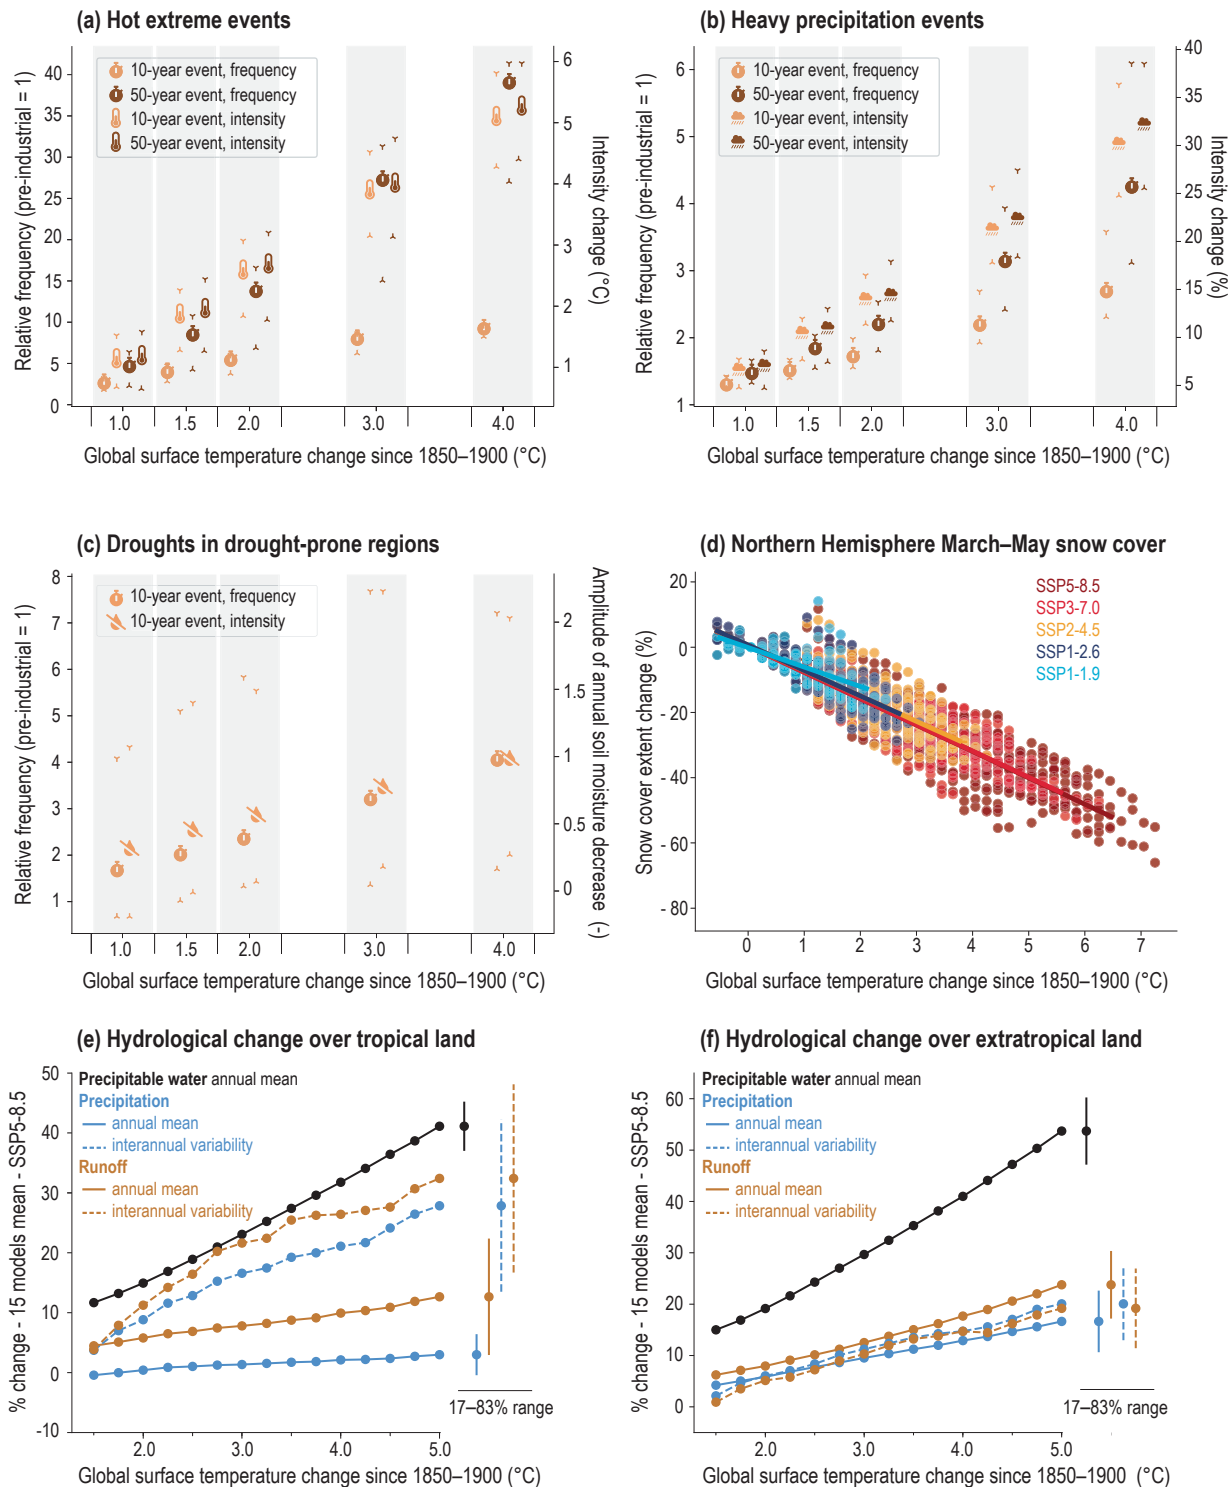 (a) Hot extreme events
Relative frequency (pre-industrial = 1)
40
35
30
25
20
15
10
5
0
10-year event, frequency
50-year event, frequency
10-year event, intensity
50-year event, intensity
6
5
4
3
2
1
Intensity change (°C)
1.0 1.5 2.0 3.0 4.0
Global surface temperature change since 1850–1900 (°C)
(b) Heavy precipitation events
Relative frequency (pre-industrial = 1)
6
5
4
3
2
1
10-year event, frequency
50-year event, frequency
10-year event, intensity
50-year event, intensity
40
35
30
25
20
15
10
5
Intensity change (%)
1.0 1.5 2.0 3.0 4.0
Global surface temperature change since 1850–1900 (°C)
(c) Droughts in drought-prone regions
Relative frequency (pre-industrial = 1)
8
7
6
5
4
3
2
1
10-year event, frequency
10-year event, intensity
2
1.5
1
0.5
0
Amplitude of annual soil moisture decrease (-)
1.0 1.5 2.0 3.0 4.0
Global surface temperature change since 1850–1900 (°C)
(d) Northern Hemisphere March–May snow cover
Snow cover extent change (%)
20
0
- 20
- 40
- 60
- 80
SSP5-8.5
SSP3-7.0
SSP2-4.5
SSP1-2.6
SSP1-1.9
0 1 2 3 4 5 6 7
Global surface temperature change since 1850–1900 (°C)
(e) Hydrological change over tropical land
% change - 15 models mean - SSP5-8.5
50
40
30
20
10
0
-10
Precipitable water annual mean
Precipitation
annual mean
interannual variability
Runoff
annual mean
interannual variability
17–83% range
2.0 3.0 4.0 5.0
Global surface temperature change since 1850–1900 (°C)
(f) Hydrological change over extratropical land
% change - 15 models mean - SSP5-8.5
60
50
40
30
20
10
0
Precipitable water annual mean
Precipitation
annual mean
interannual variability
Runoff
annual mean
interannual variability
17–83% range
2.0 3.0 4.0 5.0
Global surface temperature change since 1850–1900 (°C)